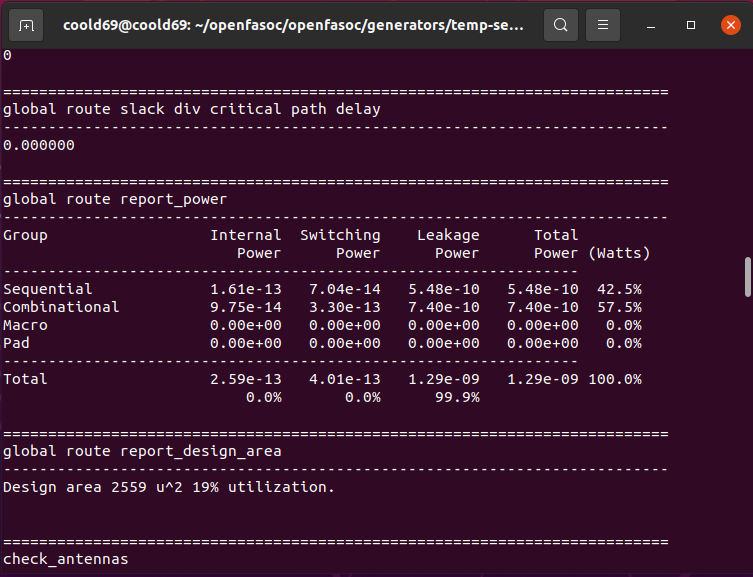 coold69@coold69: ~/openfasoc/openfasoc/generators/temp-se...
0
==========================================================================
global route slack div critical path delay
--------------------------------------------------------------------------
0.000000
==========================================================================
global route report_power
--------------------------------------------------------------------------
Group                  Internal  Switching    Leakage      Total
                          Power      Power      Power      Power (Watts)
----------------------------------------------------------------
Sequential             1.61e-13   7.04e-14   5.48e-10   5.48e-10  42.5%
Combinational          9.75e-14   3.30e-13   7.40e-10   7.40e-10  57.5%
Macro                  0.00e+00   0.00e+00   0.00e+00   0.00e+00   0.0%
Pad                    0.00e+00   0.00e+00   0.00e+00   0.00e+00   0.0%
----------------------------------------------------------------
Total                  2.59e-13   4.01e-13   1.29e-09   1.29e-09 100.0%
                           0.0%       0.0%      99.9%
==========================================================================
global route report_design_area
--------------------------------------------------------------------------
Design area 2559 u^2 19% utilization.
==========================================================================
check_antennas